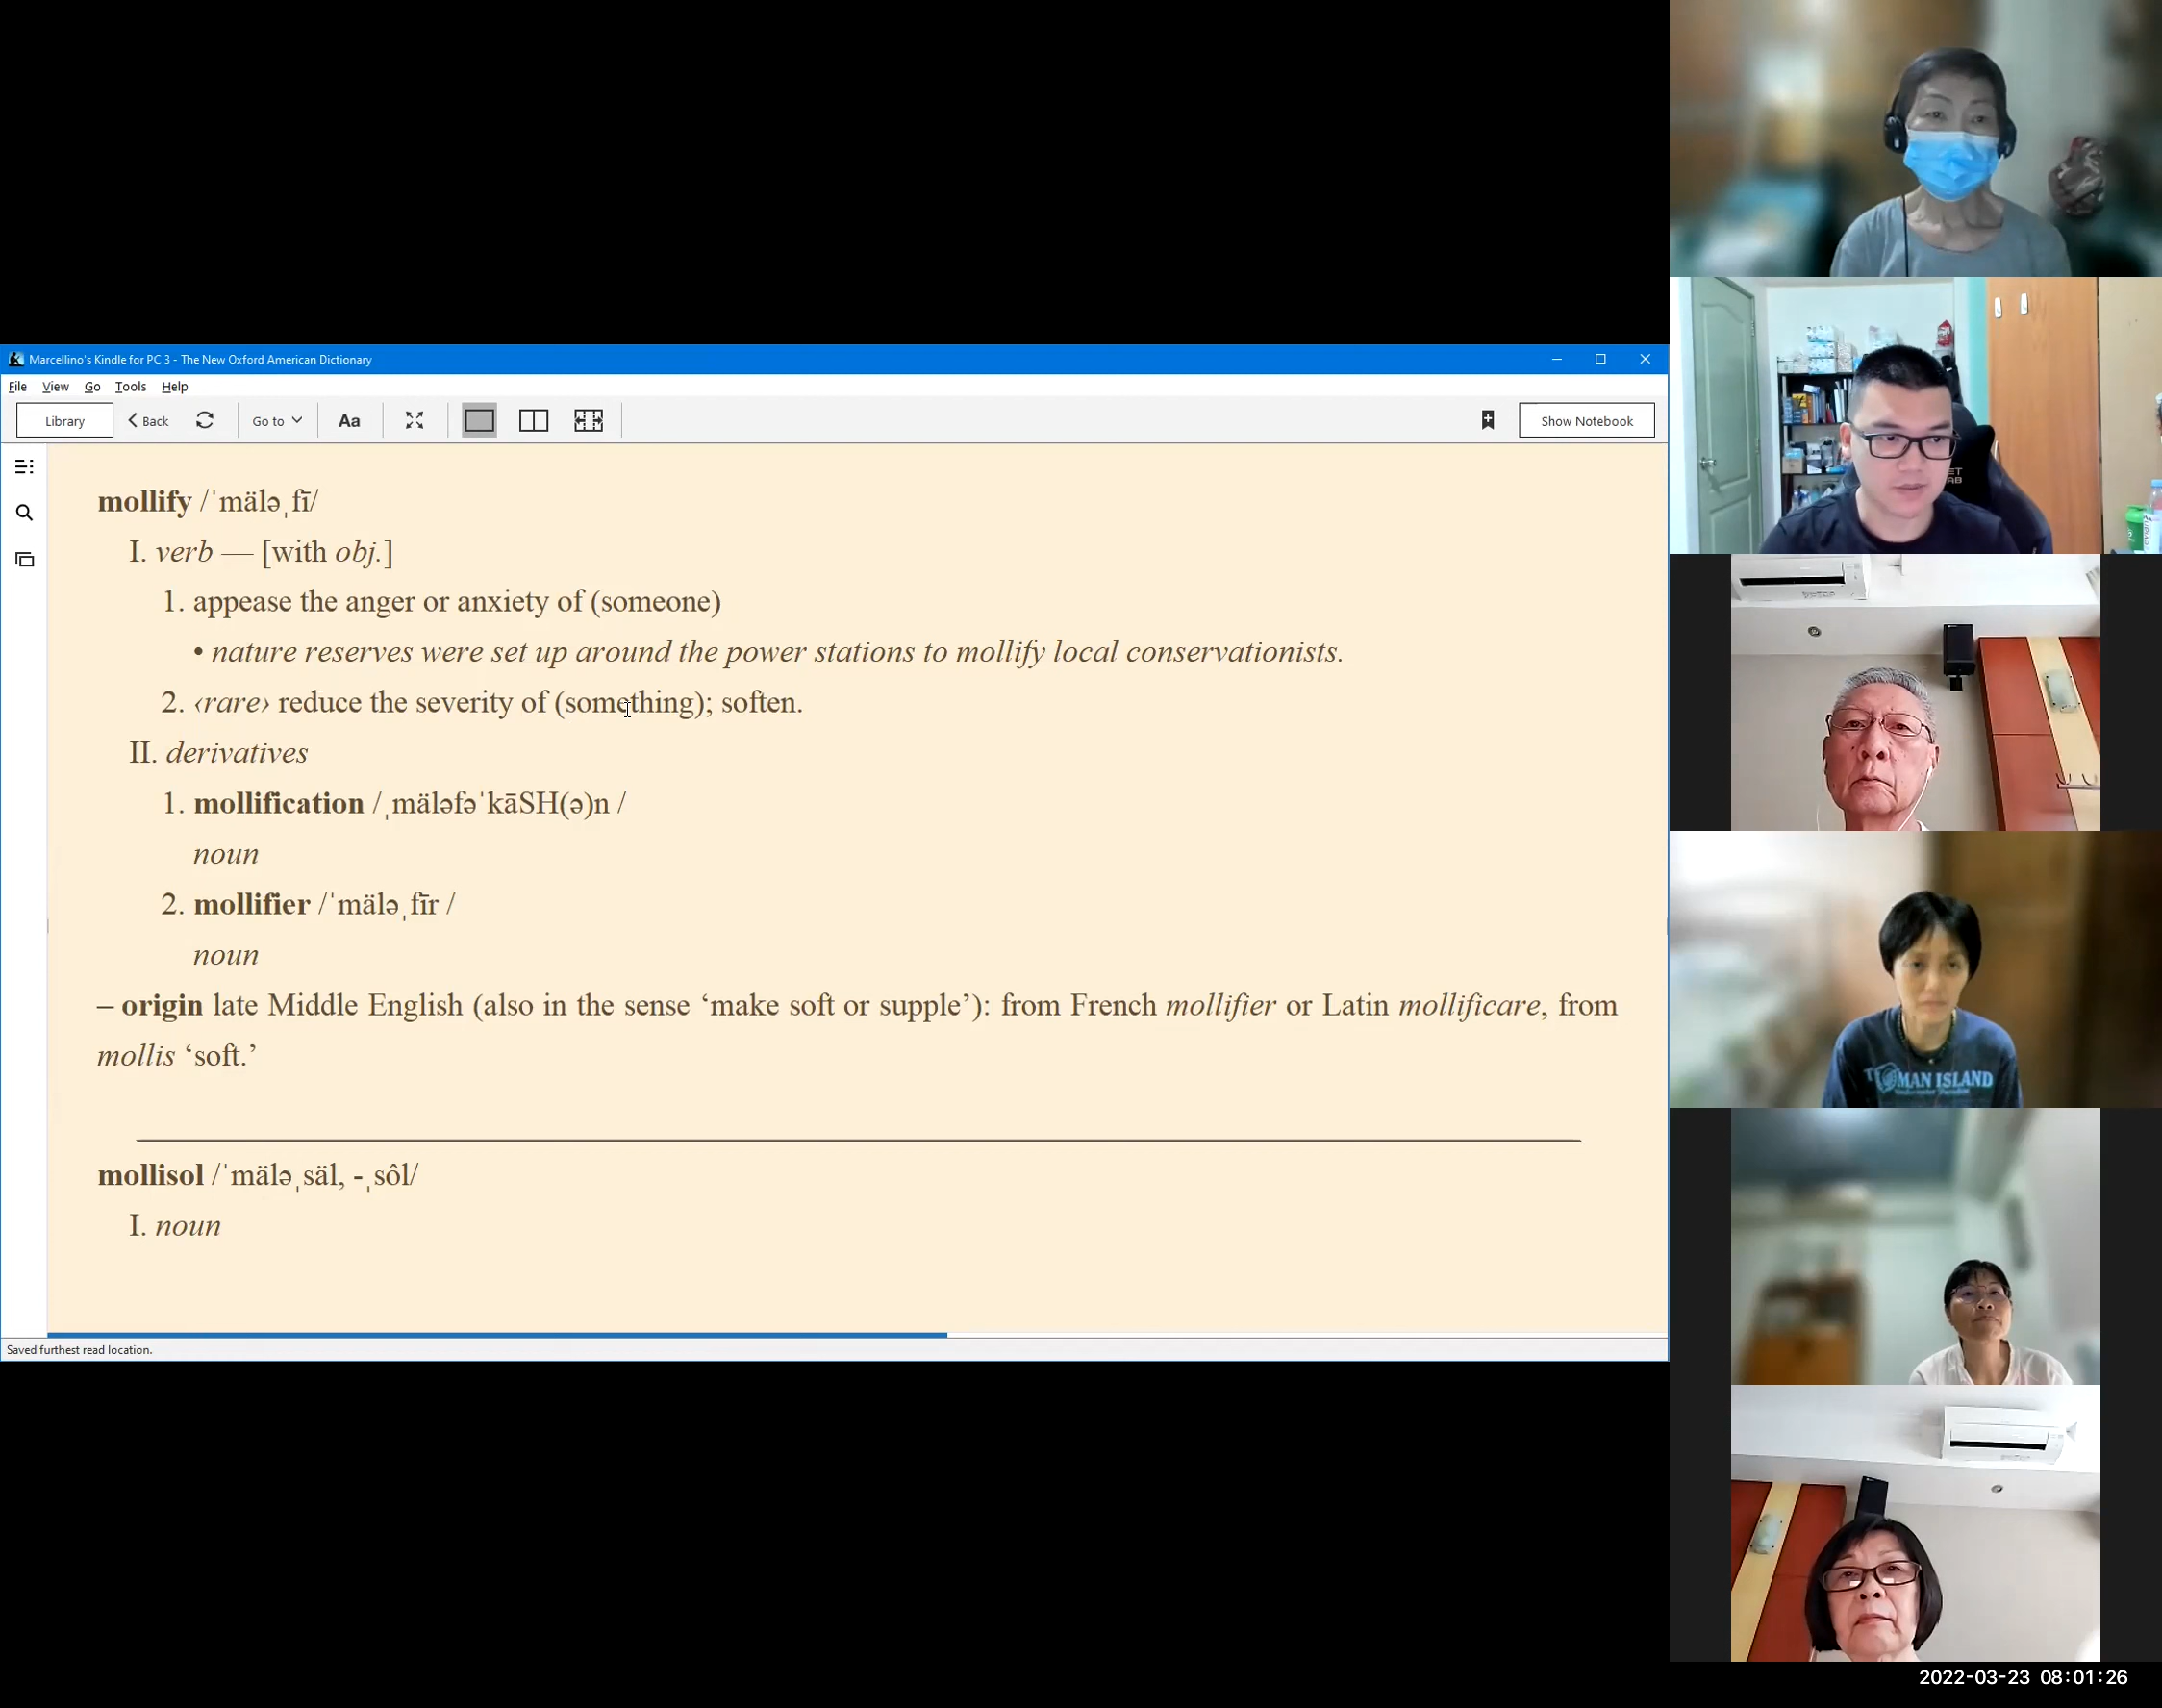 Marcellino's Kindle for PC 3 - The New Oxford American Dictionary
File View Go Tools Help
Library Back Go to Aa Show Notebook
mollify /ˈmäləˌfī/
I. verb — [with obj.]
1. appease the anger or anxiety of (someone)
• nature reserves were set up around the power stations to mollify local conservationists.
2. ‹rare› reduce the severity of (something); soften.
II. derivatives
1. mollification /ˌmäləfəˈkāSH(ə)n /
noun
2. mollifier /ˈmäləˌfīr /
noun
– origin late Middle English (also in the sense ‘make soft or supple’): from French mollifier or Latin mollificare, from
mollis ‘soft.’
mollisol /ˈmäləˌsäl, -ˌsôl/
I. noun
Saved furthest read location.
MAN ISLAND
2022-03-23 08:01:26